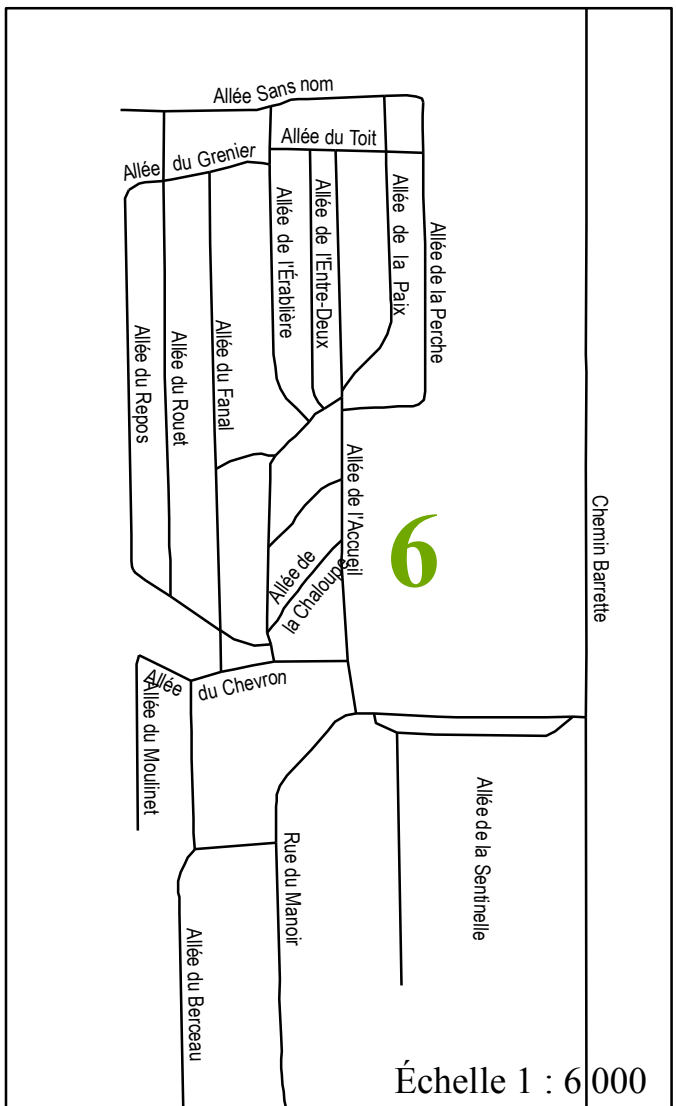 Allée Sans nom
Allée du Toit
Allée du Grenier
Allée de l'Érablière
Allée de l'Entre-Deux
Allée de la Paix
Allée de la Perche
Allée du Repos
Allée du Rouet
Allée du Fanal
Allée de l'Accueil
6
Chemin Barrette
Allée de
la Chaloupe
Allée du Chevron
Allée du Moulinet
Rue du Manoir
Allée de la Sentinelle
Allée du Berceau
Échelle 1 : 6 000